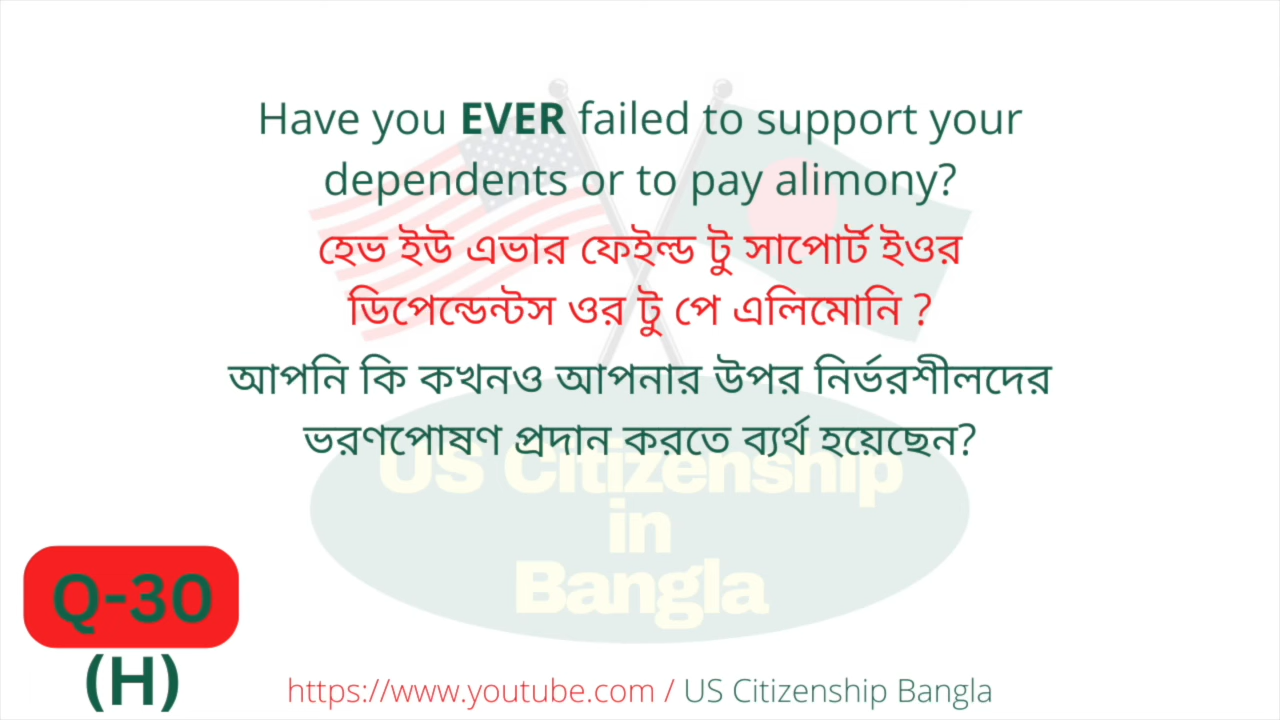 Have you EVER failed to support your
dependents or to pay alimony?
হেভ ইউ এভার ফেইল্ড টু সাপোর্ট ইওর
ডিপেন্ডেন্টস ওর টু পে এলিমোনি ?
আপনি কি কখনও আপনার উপর নির্ভরশীলদের
ভরণপোষণ প্রদান করতে ব্যর্থ হয়েছেন?
US Citizenship
in
Bangla
Q-30
(H)
https://www.youtube.com / US Citizenship Bangla